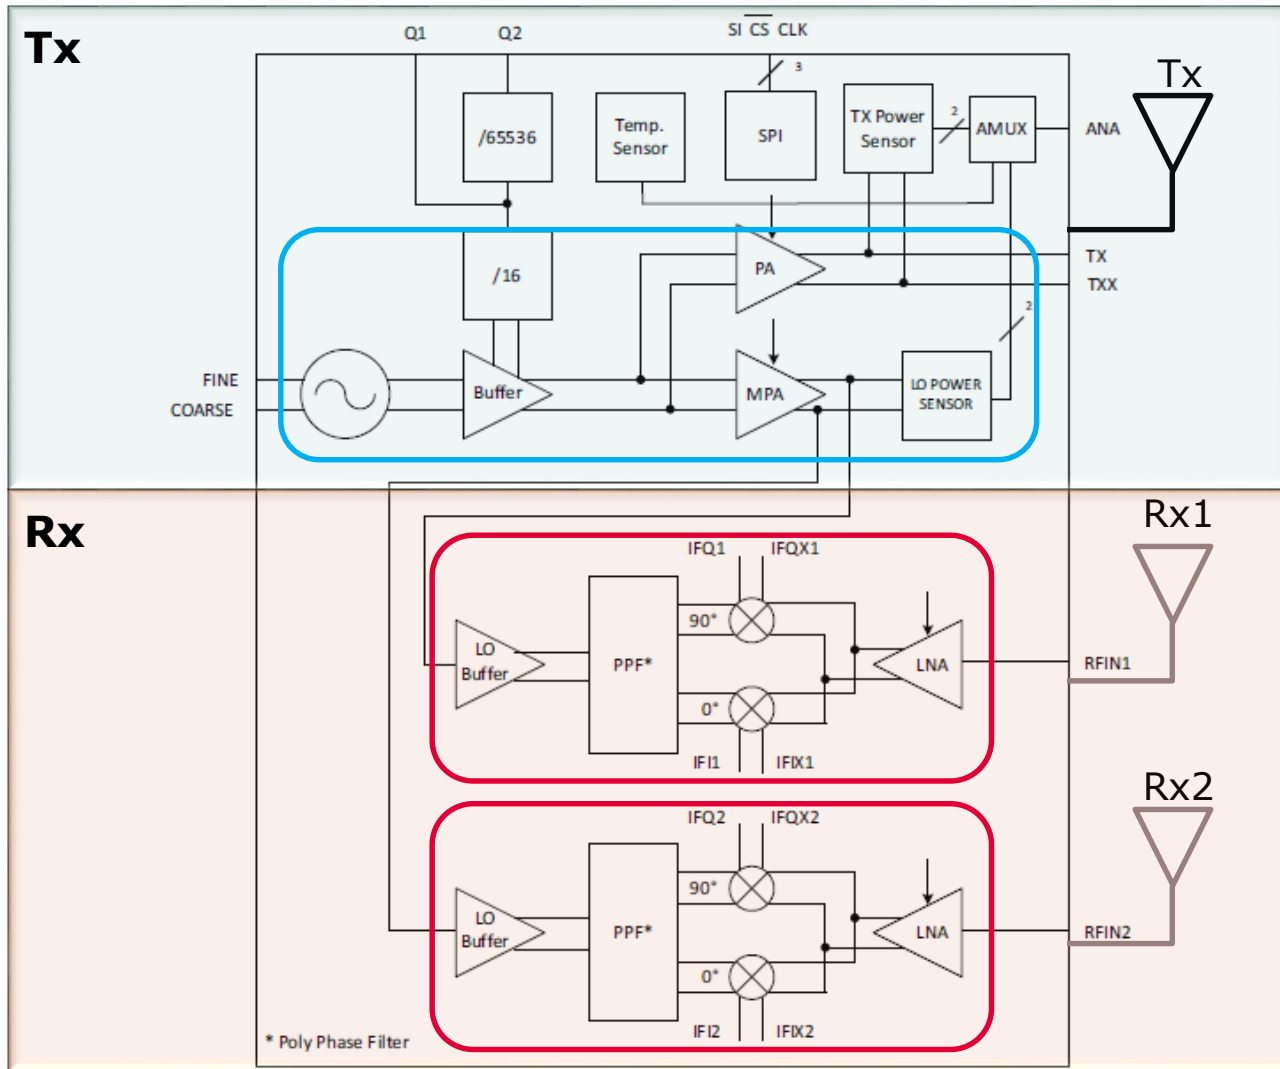 Tx
Q1
Q2
SI CS CLK
3
Tx
/65536
Temp.
Sensor
SPI
TX Power
Sensor
2
AMUX
ANA
/16
PA
TX
TXX
2
FINE
COARSE
Buffer
MPA
LO POWER
SENSOR
Rx
Rx1
IFQ1
IFQX1
90°
LO
Buffer
PPF*
LNA
RFIN1
0°
IFI1
IFIX1
Rx2
IFQ2
IFQX2
90°
LO
Buffer
PPF*
LNA
RFIN2
0°
IFI2
IFIX2
* Poly Phase Filter